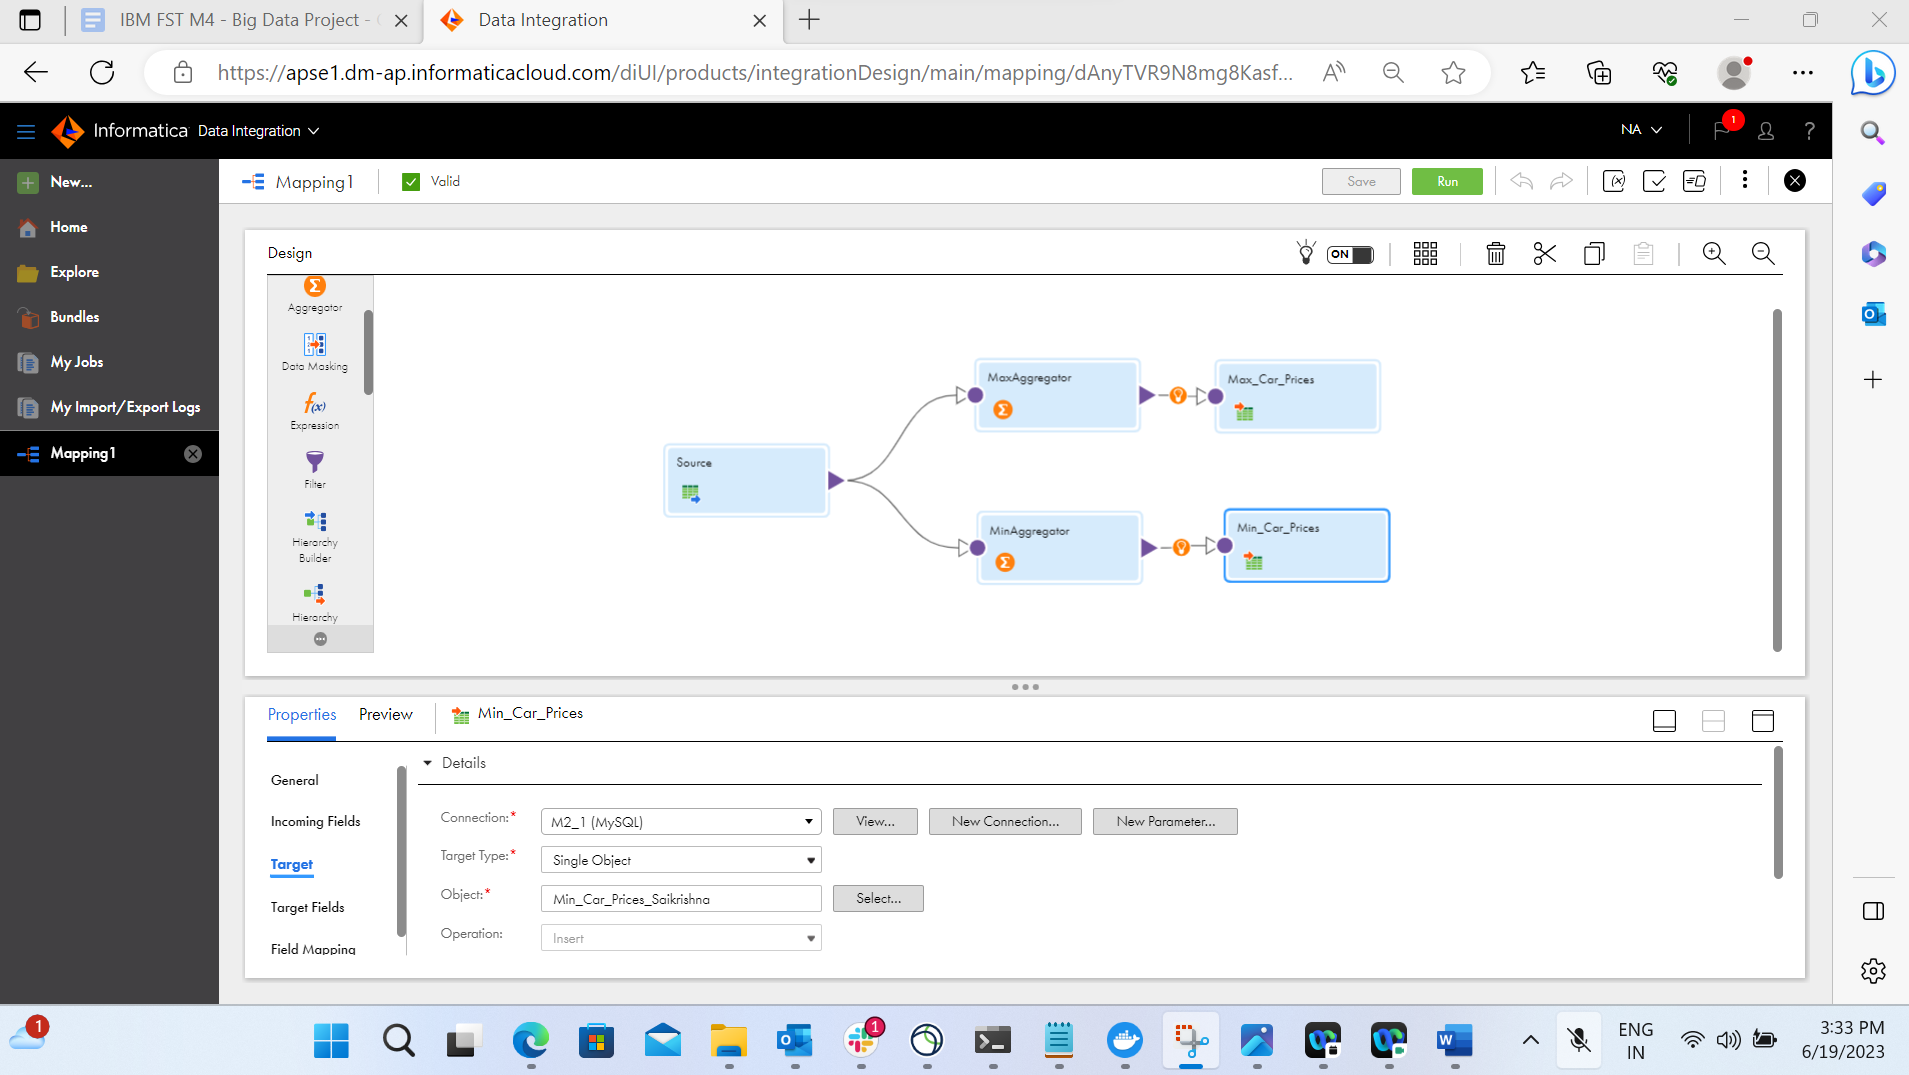 IBM FST M4 - Big Data Project -
Data Integration
https://apse1.dm-ap.informaticacloud.com/diUI/products/integrationDesign/main/mapping/dAnyTVR9N8mg8Kasf...
Informatica Data Integration
NA
1
?
New...
Home
Explore
Bundles
My Jobs
My Import/Export Logs
Mapping1
Mapping1
Valid
Save
Run
Design
ON
Aggregator
Data Masking
Expression
Filter
Hierarchy
Builder
Hierarchy
Source
MaxAggregator
Max_Car_Prices
MinAggregator
Min_Car_Prices
Properties
Preview
Min_Car_Prices
General
Incoming Fields
Target
Target Fields
Field Mapping
Details
Connection:*
M2_1 (MySQL)
View...
New Connection...
New Parameter...
Target Type:*
Single Object
Object:*
Min_Car_Prices_Saikrishna
Select...
Operation:
Insert
1
1
ENG
IN
3:33 PM
6/19/2023